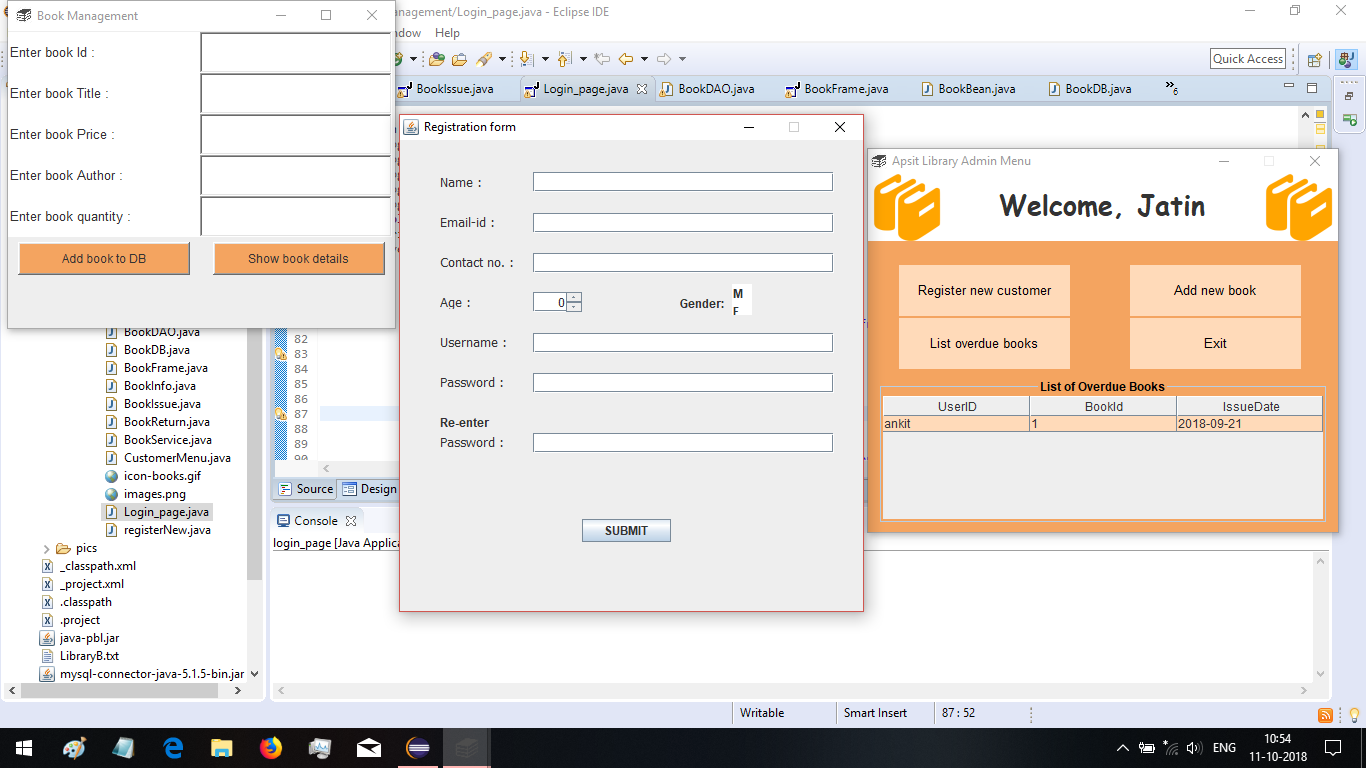 Book Management
Enter book Id :
Enter book Title :
Enter book Price :
Enter book Author :
Enter book quantity :
Add book to DB
Show book details
anagement/Login_page.java - Eclipse IDE
Help
Quick Access
BookIssue.java
Login_page.java
BookDAO.java
BookFrame.java
BookBean.java
BookDB.java
»6
Registration form
Name :
Email-id :
Contact no. :
Age :
0
Gender:
M
F
Username :
Password :
Re-enter
Password :
SUBMIT
Apsit Library Admin Menu
Welcome, Jatin
Register new customer
Add new book
List overdue books
Exit
List of Overdue Books
UserID BookId IssueDate
ankit 1 2018-09-21
BookDAO.java
BookDB.java
BookFrame.java
BookInfo.java
BookIssue.java
BookReturn.java
BookService.java
CustomerMenu.java
icon-books.gif
images.png
Login_page.java
registerNew.java
pics
_classpath.xml
_project.xml
.classpath
.project
java-pbl.jar
LibraryB.txt
mysql-connector-java-5.1.5-bin.jar
82
83
84
85
86
87
88
89
90
Source
Design
Console
login_page [Java Applica
Writable
Smart Insert
87 : 52
ENG
10:54
11-10-2018